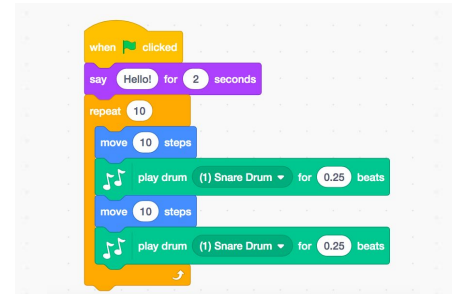 when clicked
say Hello! for 2 seconds
repeat 10
move 10 steps
play drum (1) Snare Drum for 0.25 beats
move 10 steps
play drum (1) Snare Drum for 0.25 beats